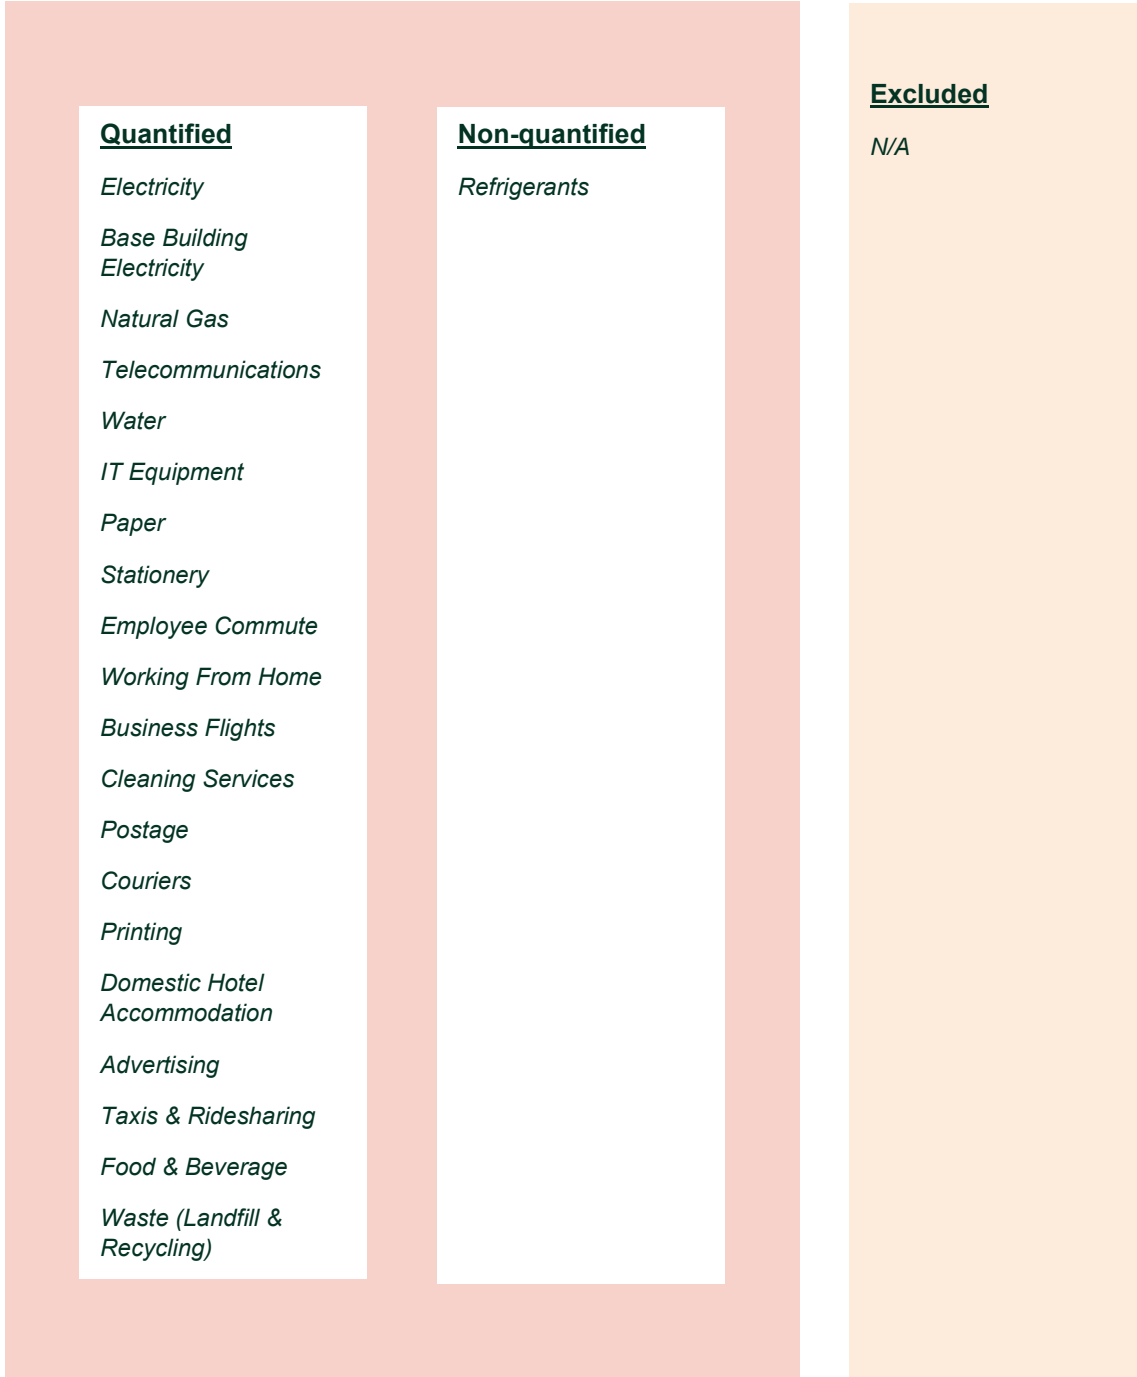 Quantified
Electricity
Base Building
Electricity
Natural Gas
Telecommunications
Water
IT Equipment
Paper
Stationery
Employee Commute
Working From Home
Business Flights
Cleaning Services
Postage
Couriers
Printing
Domestic Hotel
Accommodation
Advertising
Taxis & Ridesharing
Food & Beverage
Waste (Landfill &
Recycling)
Non-quantified
Refrigerants
Excluded
N/A